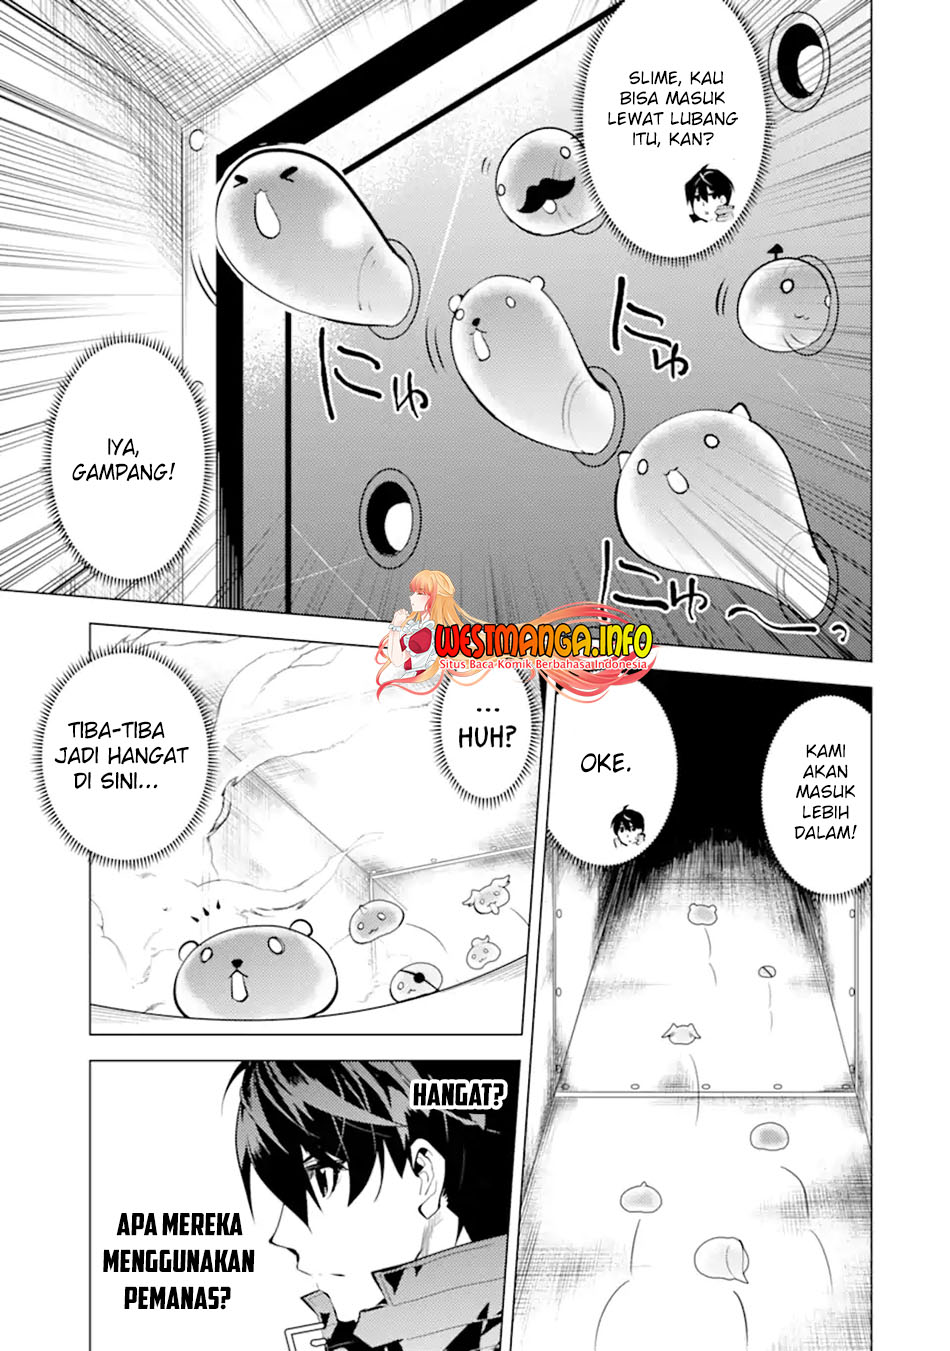 SLIME, KAU
BISA MASUK
LEWAT LUBANG
ITU, KAN?
にゅ
にゅ
にゅ~~っ
IYA,
GAMPANG!
WESTMANGA.INFO
SITUS BACA KOMIK BERBAHASA INDONESIA
KAMI
AKAN
MASUK
LEBIH
DALAM!
OKE.
...
HUH?
TIBA-TIBA
JADI HANGAT
DI SINI...
HANGAT?
APA MEREKA
MENGGUNAKAN
PEMANAS?